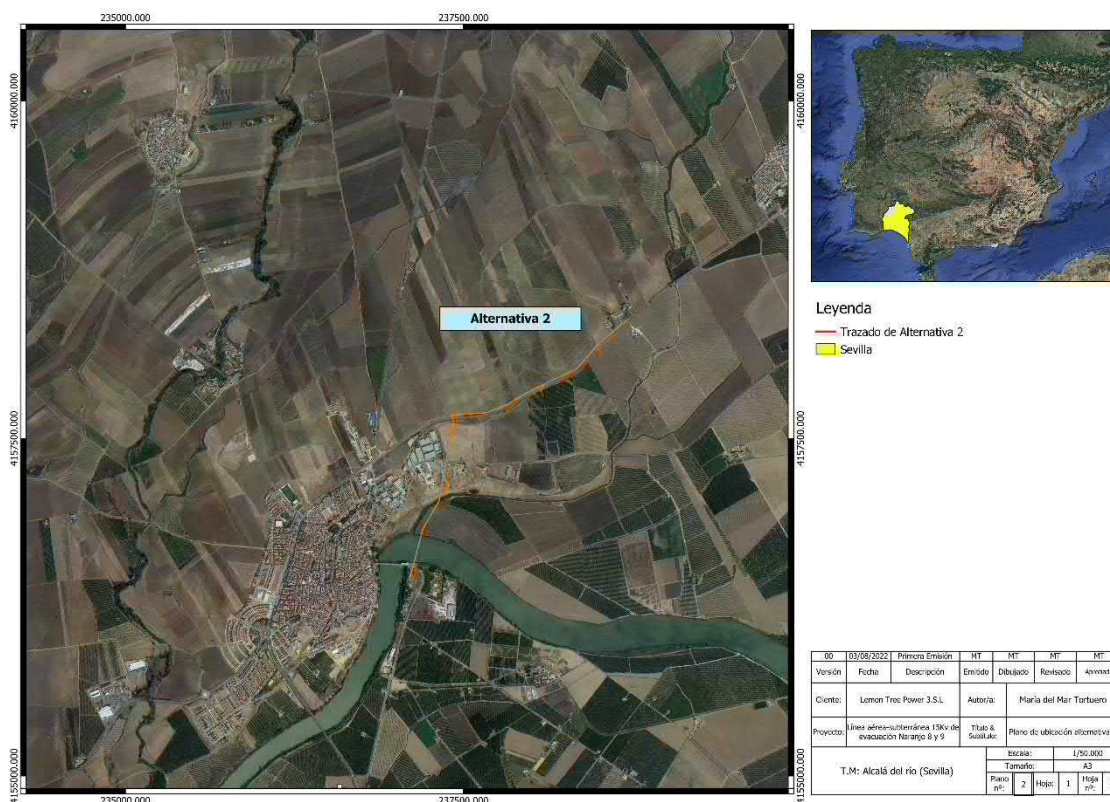 235000.000
237500.000
4160000.000
4160000.000
Alternativa 2
4157500.000
4157500.000
4155000.000
4155000.000
235000.000
237500.000
Leyenda
Trazado de Alternativa 2
Sevilla
00 03/08/2022 Primera Emisión MT MT MT MT
Versión Fecha Descripción Emitido Dibujado Revisado Aprobado
Cliente: Lemon Tree Power 3.S.L Autor/a: María del Mar Tortuero
Proyecto: Línea aérea-subterránea 15Kv de
evacuación Naranjo 8 y 9
Título &
Subtítulo:
Plano de ubicación alternativa
T.M: Alcalá del río (Sevilla)
Escala: 1/50.000
Tamaño: A3
Plano
nº: 2 Hoja: 1 Hoja
nº: